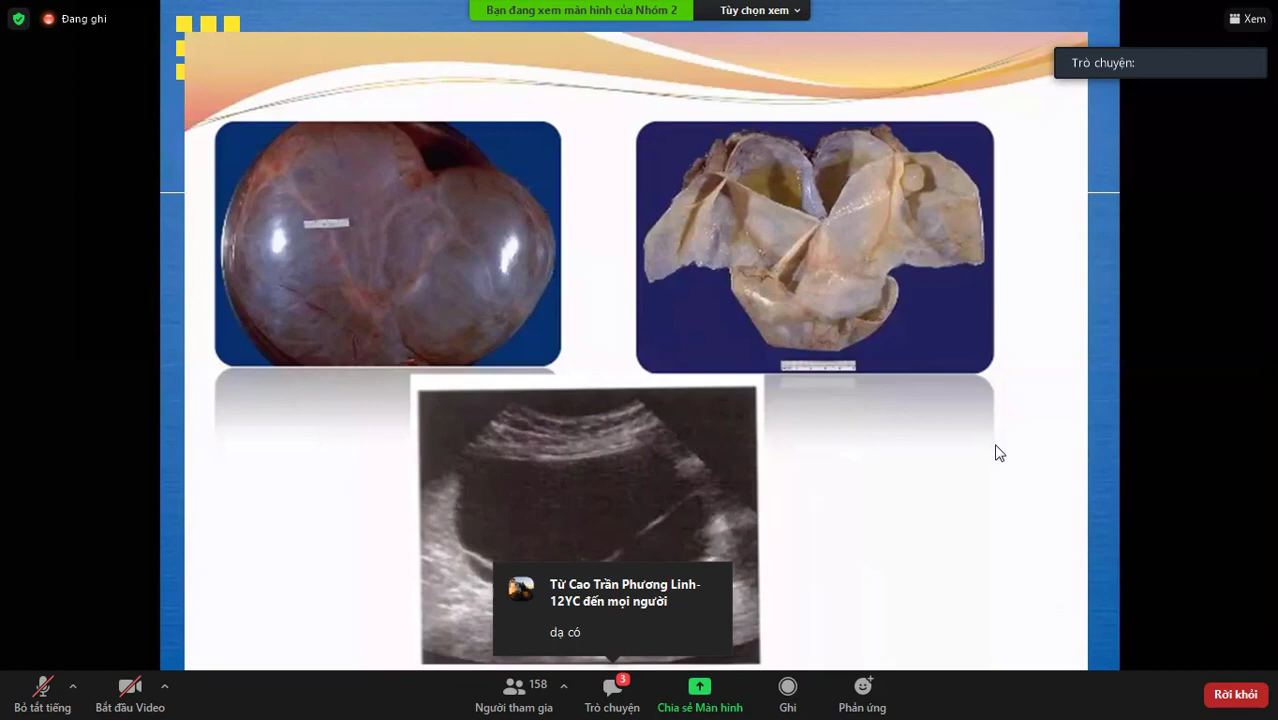 Đang ghi
Bạn đang xem màn hình của Nhóm 2
Tùy chọn xem
Xem
Trò chuyện:
Từ Cao Trần Phương Linh-
12YC đến mọi người
dạ có
Bỏ tắt tiếng
Bắt đầu Video
158
Người tham gia
3
Trò chuyện
Chia sẻ Màn hình
Ghi
Phản ứng
Rời khỏi